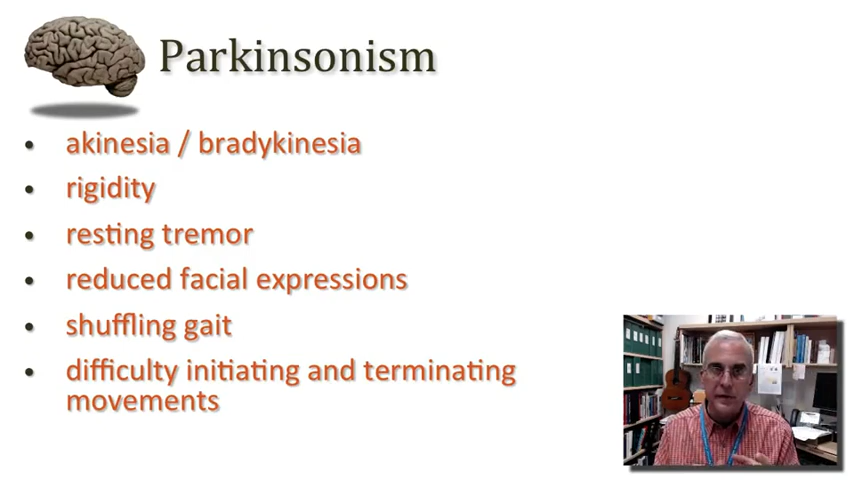 Parkinsonism
• akinesia / bradykinesia
• rigidity
• resting tremor
• reduced facial expressions
• shuffling gait
• difficulty initiating and terminating
movements